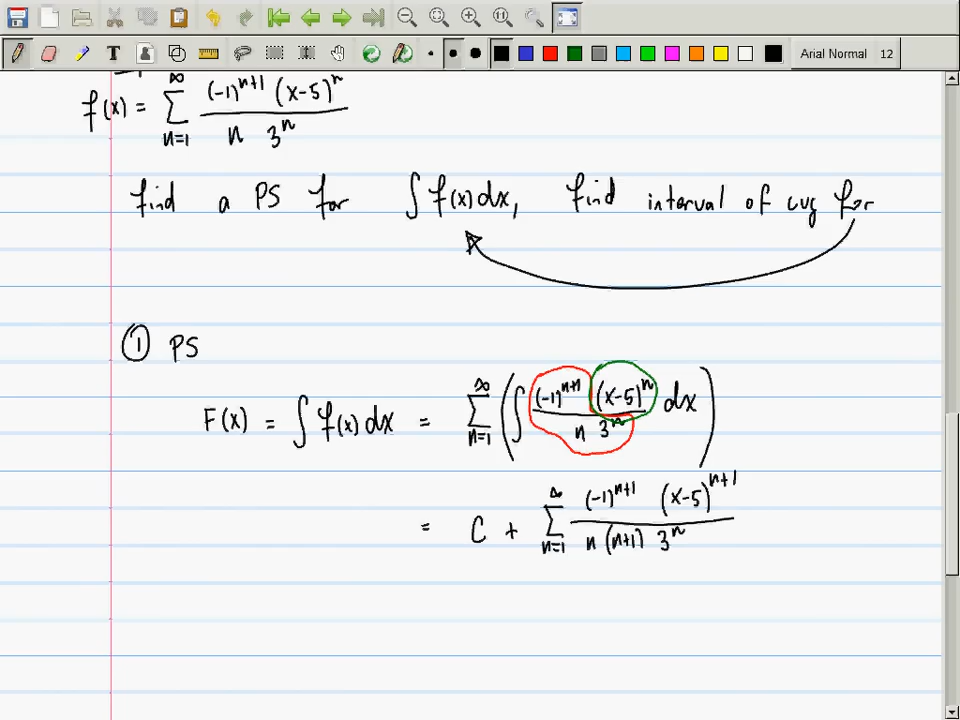 T Arial Normal 12
f(x) = ∞ ∑ n=1 (-1)^{n+1} (x-5)^n / n 3^n
find a PS for ∫ f(x) dx, find interval of cvg for
① PS
F(x) = ∫ f(x) dx = ∞ ∑ n=1 ( ∫ (-1)^{n+1} (x-5)^n / n 3^n dx )
= C + ∞ ∑ n=1 (-1)^{n+1} (x-5)^{n+1} / n(n+1) 3^n